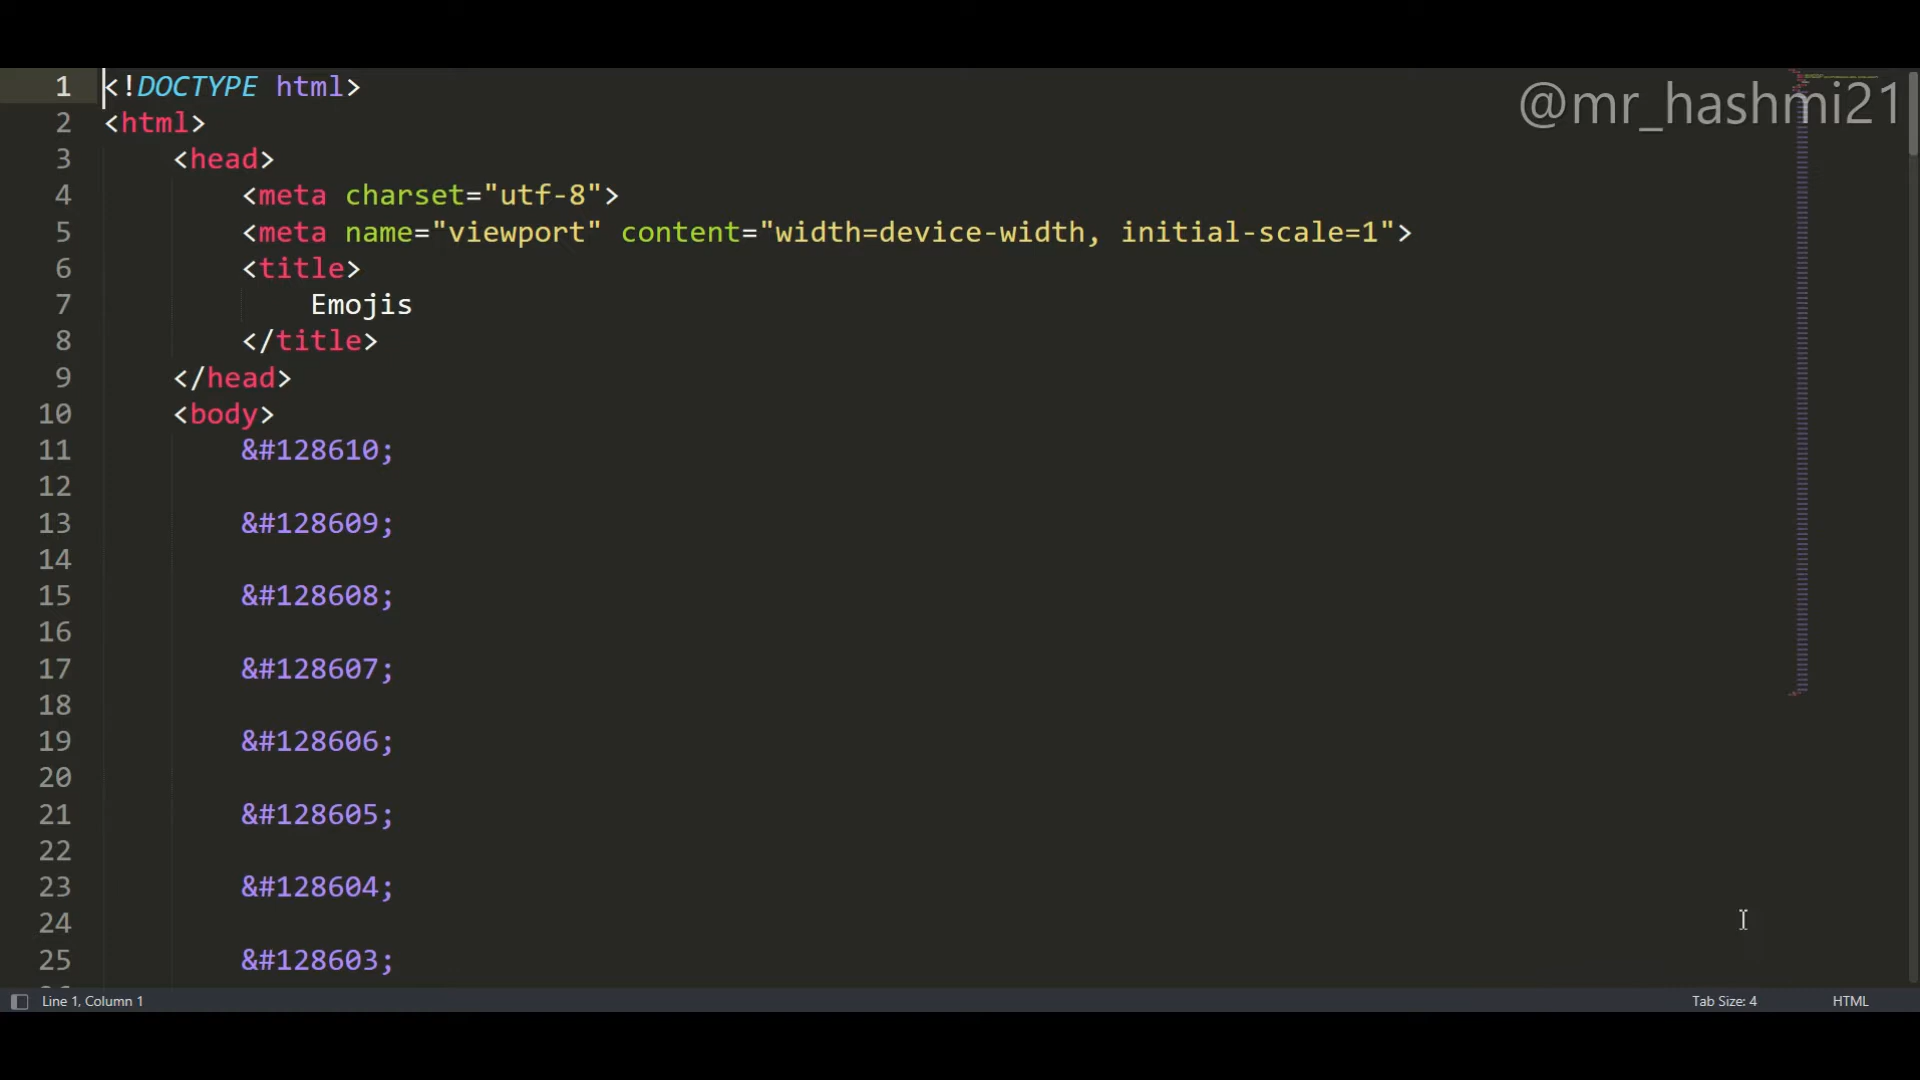 @mr_hashmi21
1 <!DOCTYPE html>
2 <html>
3 <head>
4 <meta charset="utf-8">
5 <meta name="viewport" content="width=device-width, initial-scale=1">
6 <title>
7 Emojis
8 </title>
9 </head>
10 <body>
11 &#128610;
12
13 &#128609;
14
15 &#128608;
16
17 &#128607;
18
19 &#128606;
20
21 &#128605;
22
23 &#128604;
24
25 &#128603;
Line 1, Column 1 Tab Size: 4 HTML